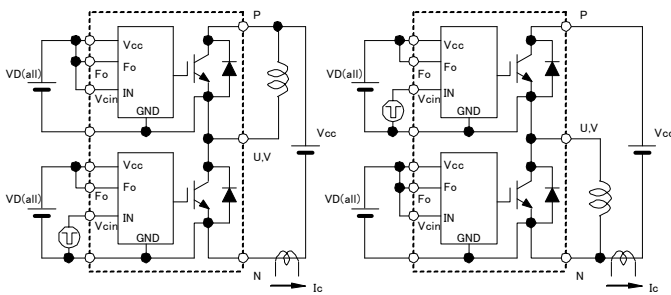 P
Vcc
VD(all)
Fo
IN
Vcin
GND
U,V
Vcc
Vcc
VD(all)
Fo
IN
Vcin
GND
N
Ic
P
Vcc
VD(all)
Fo
IN
Vcin
GND
U,V
Vcc
Vcc
VD(all)
Fo
IN
Vcin
GND
N
Ic